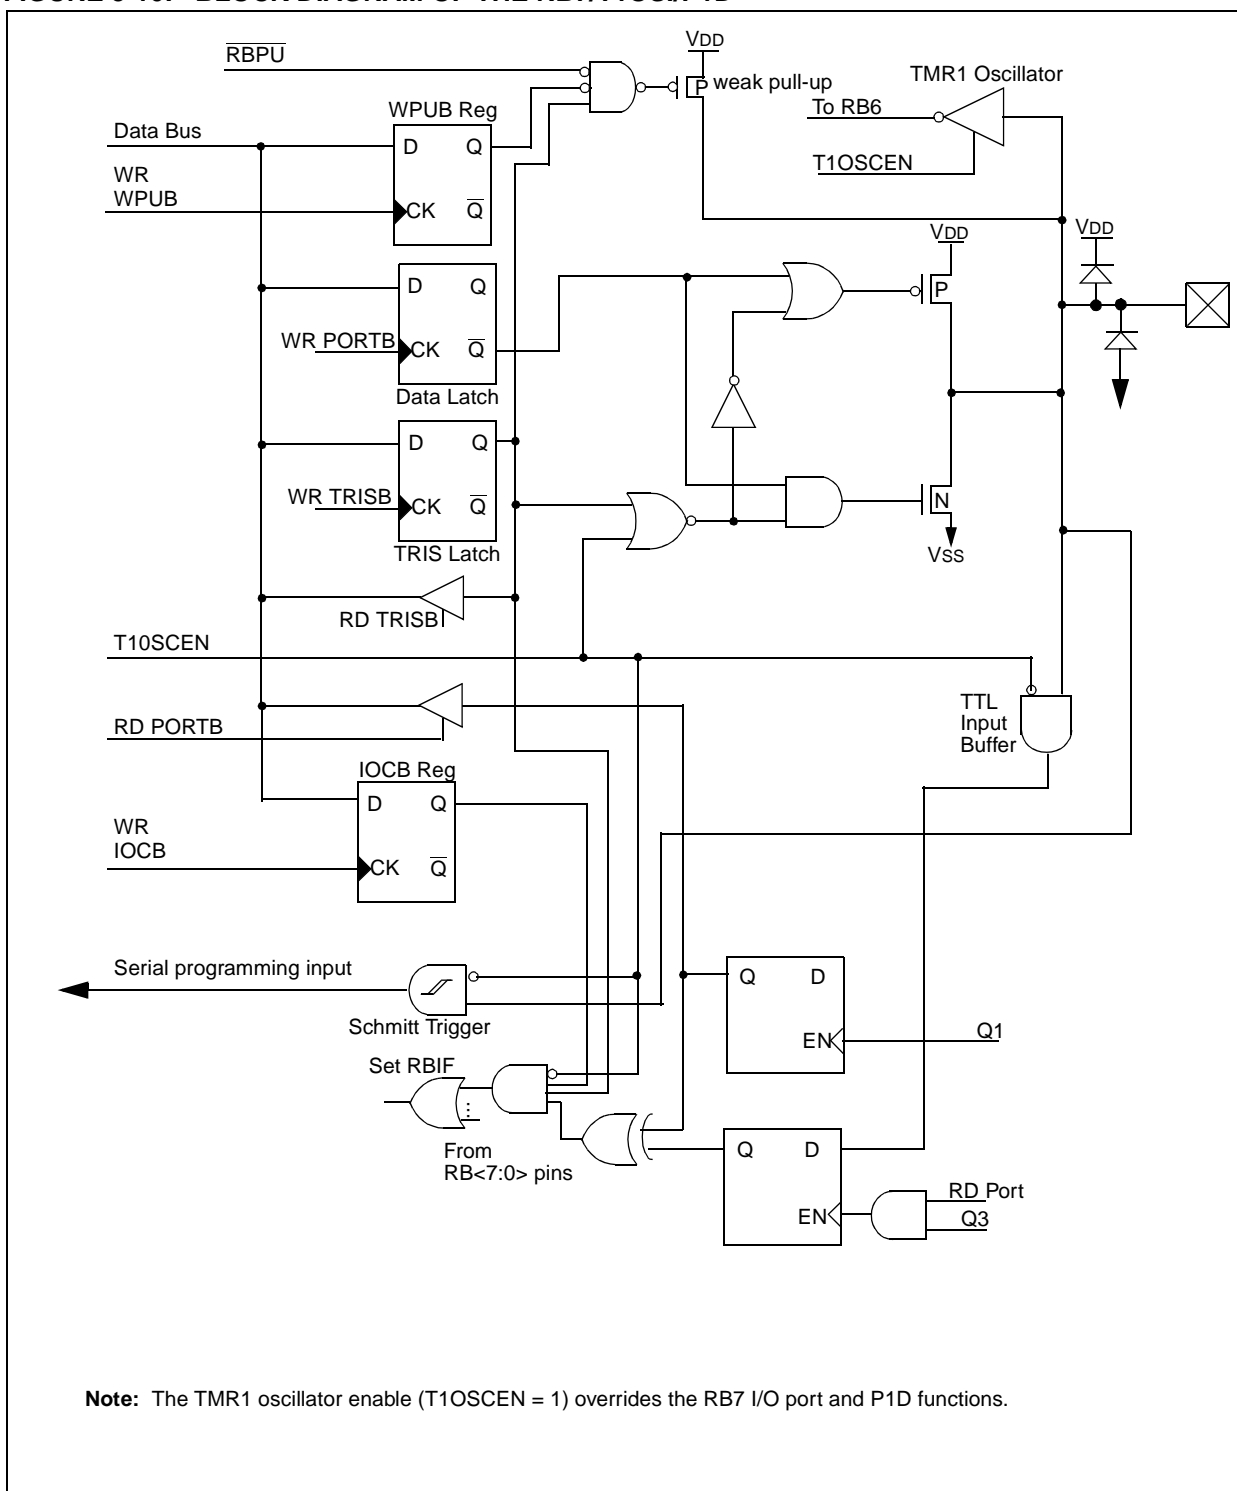 RBPU
VDD
P weak pull-up
TMR1 Oscillator
To RB6
T1OSCEN
WPUB Reg
Data Bus
D Q
WR
WPUB
CK Q
VDD
VDD
D Q
P
WR PORTB
CK Q
Data Latch
D Q
WR TRISB
CK Q
N
TRIS Latch
VSS
RD TRISB
T10SCEN
TTL
Input
Buffer
RD PORTB
IOCB Reg
D Q
WR
IOCB
CK Q
Serial programming input
Schmitt Trigger
Q D
EN
Q1
Set RBIF
From
RB<7:0> pins
Q D
EN
RD Port
Q3
Note: The TMR1 oscillator enable (T1OSCEN = 1) overrides the RB7 I/O port and P1D functions.